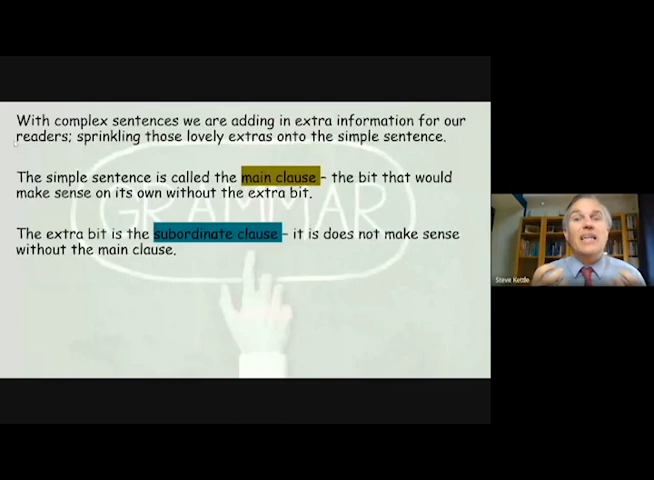 With complex sentences we are adding in extra information for our
readers; sprinkling those lovely extras onto the simple sentence.
The simple sentence is called the main clause - the bit that would
make sense on its own without the extra bit.
The extra bit is the subordinate clause - it is does not make sense
without the main clause.
GRAMMAR
Steve Kettle